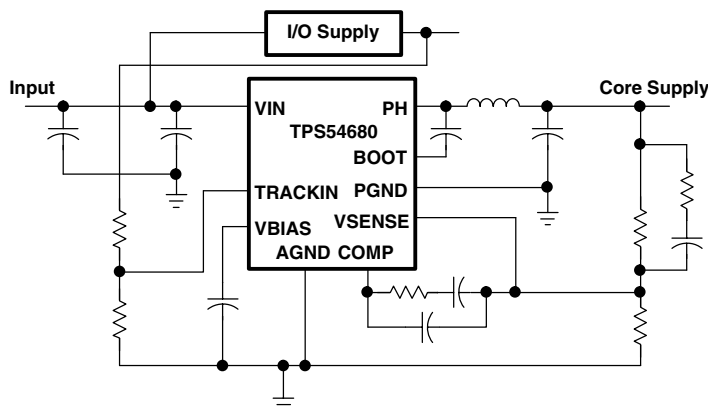 I/O Supply
Input
Core Supply
VIN
PH
TPS54680
BOOT
TRACKIN
PGND
VSENSE
VBIAS
AGND COMP